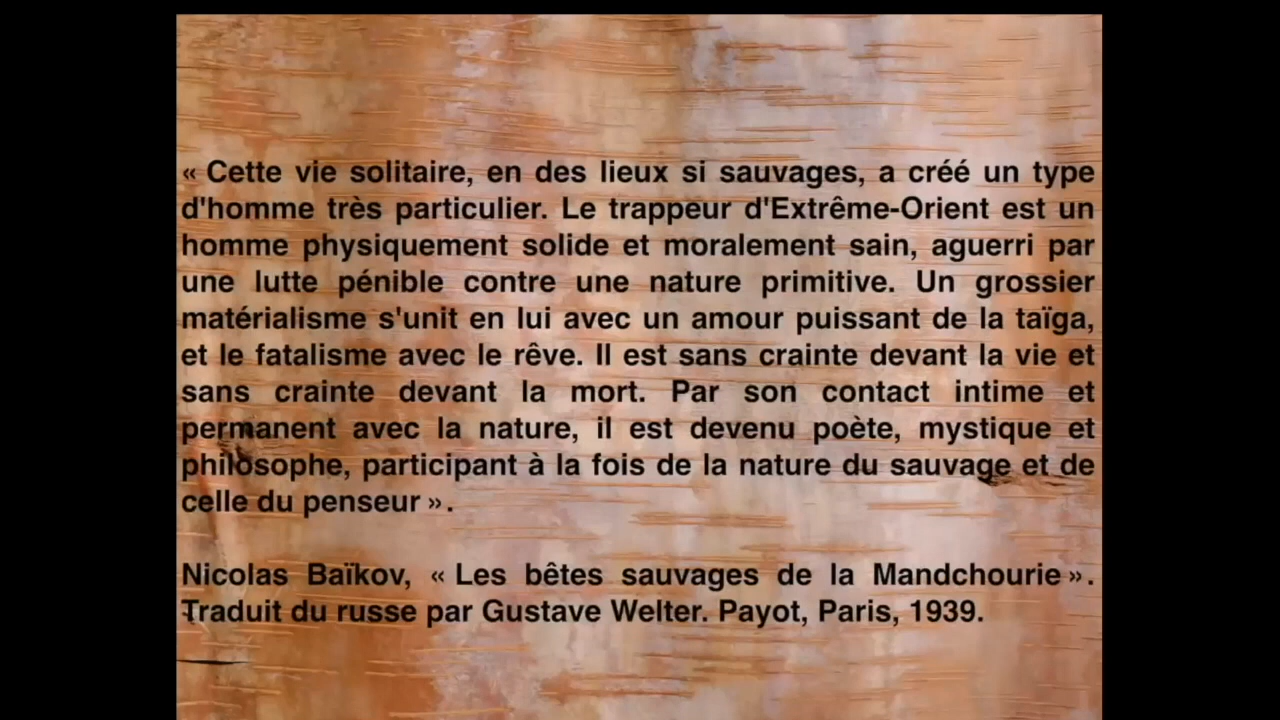 « Cette vie solitaire, en des lieux si sauvages, a créé un type
d'homme très particulier. Le trappeur d'Extrême-Orient est un
homme physiquement solide et moralement sain, aguerri par
une lutte pénible contre une nature primitive. Un grossier
matérialisme s'unit en lui avec un amour puissant de la taïga,
et le fatalisme avec le rêve. Il est sans crainte devant la vie et
sans crainte devant la mort. Par son contact intime et
permanent avec la nature, il est devenu poète, mystique et
philosophe, participant à la fois de la nature du sauvage et de
celle du penseur ».
Nicolas Baïkov, « Les bêtes sauvages de la Mandchourie ».
Traduit du russe par Gustave Welter. Payot, Paris, 1939.